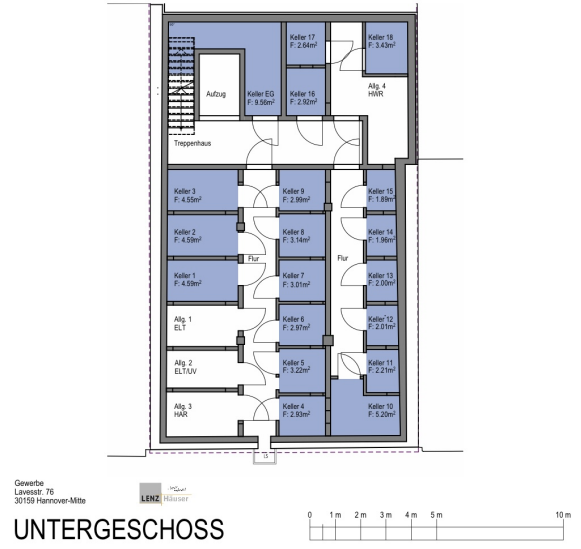 Keller 17
F: 2.64m²
Keller 18
F: 3.43m²
Aufzug
Keller EG
F: 9.56m²
Keller 16
F: 2.92m²
Allg. 4
HWR
Treppenhaus
Keller 3
F: 4.55m²
Keller 9
F: 2.99m²
Keller 15
F: 1.89m²
Keller 2
F: 4.59m²
Keller 8
F: 3.14m²
Keller 14
F: 1.96m²
Flur
Flur
Keller 1
F: 4.59m²
Keller 7
F: 3.01m²
Keller 13
F: 2.00m²
Allg. 1
ELT
Keller 6
F: 2.97m²
Keller 12
F: 2.01m²
Allg. 2
ELT/UV
Keller 5
F: 3.22m²
Keller 11
F: 2.21m²
Allg. 3
HAR
Keller 4
F: 2.93m²
Keller 10
F: 5.20m²
Gewerbe
Lavesstr. 76
30159 Hannover-Mitte
LENZ Häuser
UNTERGESCHOSS
0 1 m 2 m 3 m 4 m 5 m 10 m